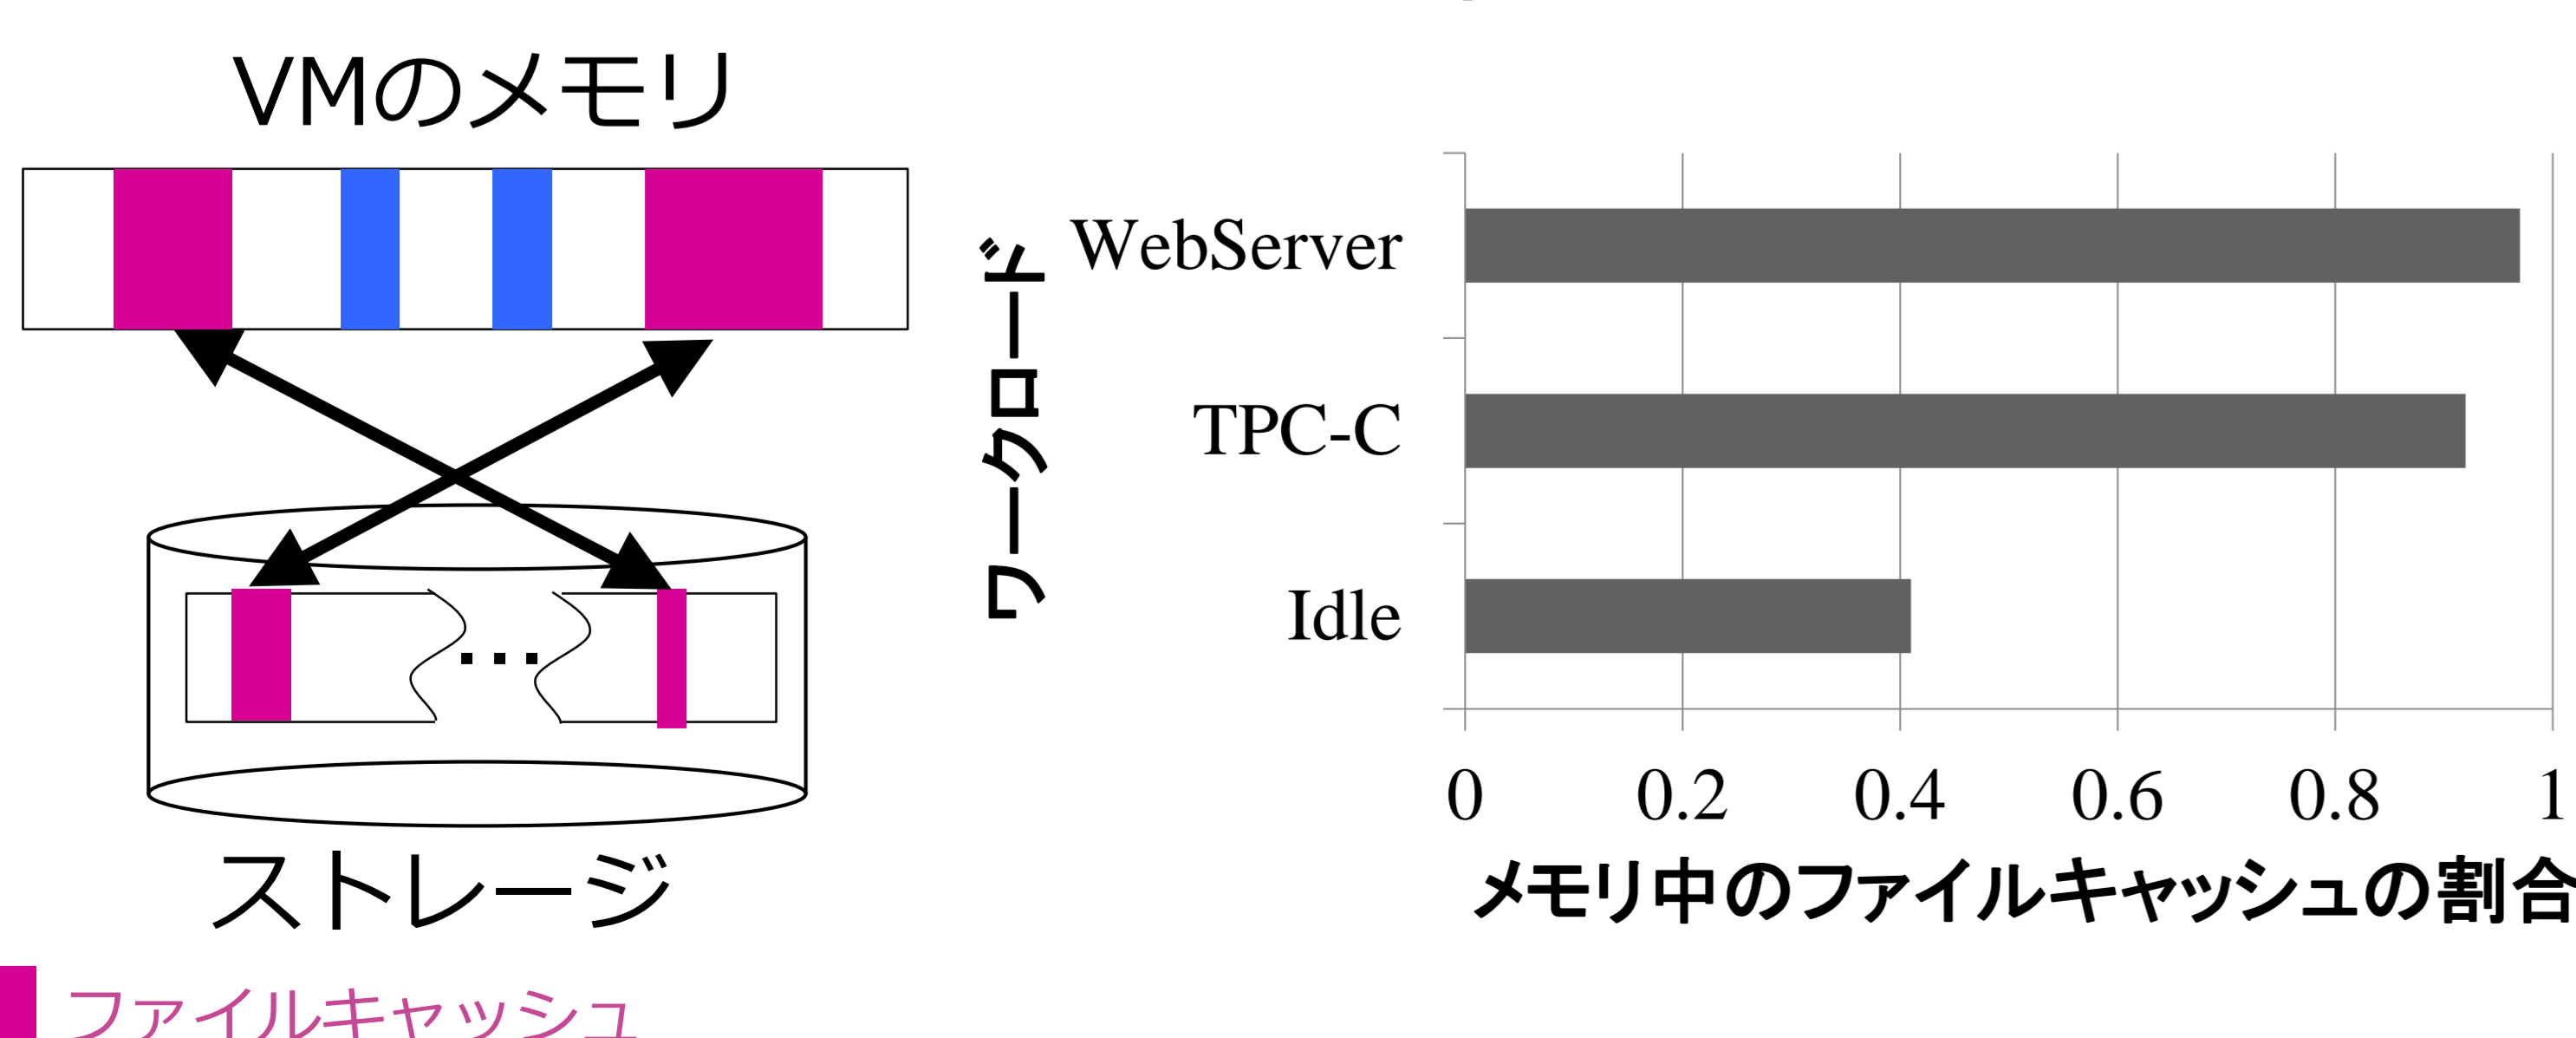 VMのメモリ
...
ストレージ
ファイルキャッシュ
ワークロード
WebServer
TPC-C
Idle
0 0.2 0.4 0.6 0.8 1
メモリ中のファイルキャッシュの割合